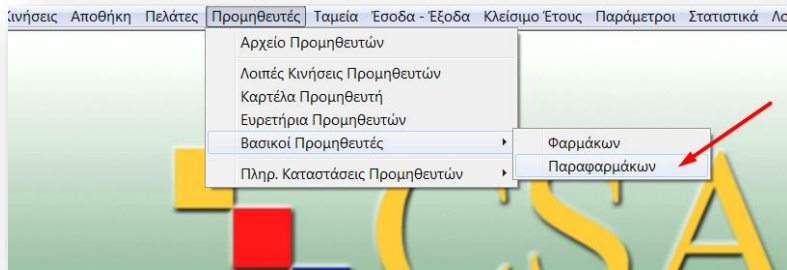 Κινήσεις Αποθήκη Πελάτες Προμηθευτές Ταμεία Έσοδα - Έξοδα Κλείσιμο Έτους Παράμετροι Στατιστικά
Αρχείο Προμηθευτών
Λοιπές Κινήσεις Προμηθευτών
Καρτέλα Προμηθευτή
Ευρετήρια Προμηθευτών
Βασικοί Προμηθευτές
Φαρμάκων
Παραφαρμάκων
Πληρ. Καταστάσεις Προμηθευτών
CSA